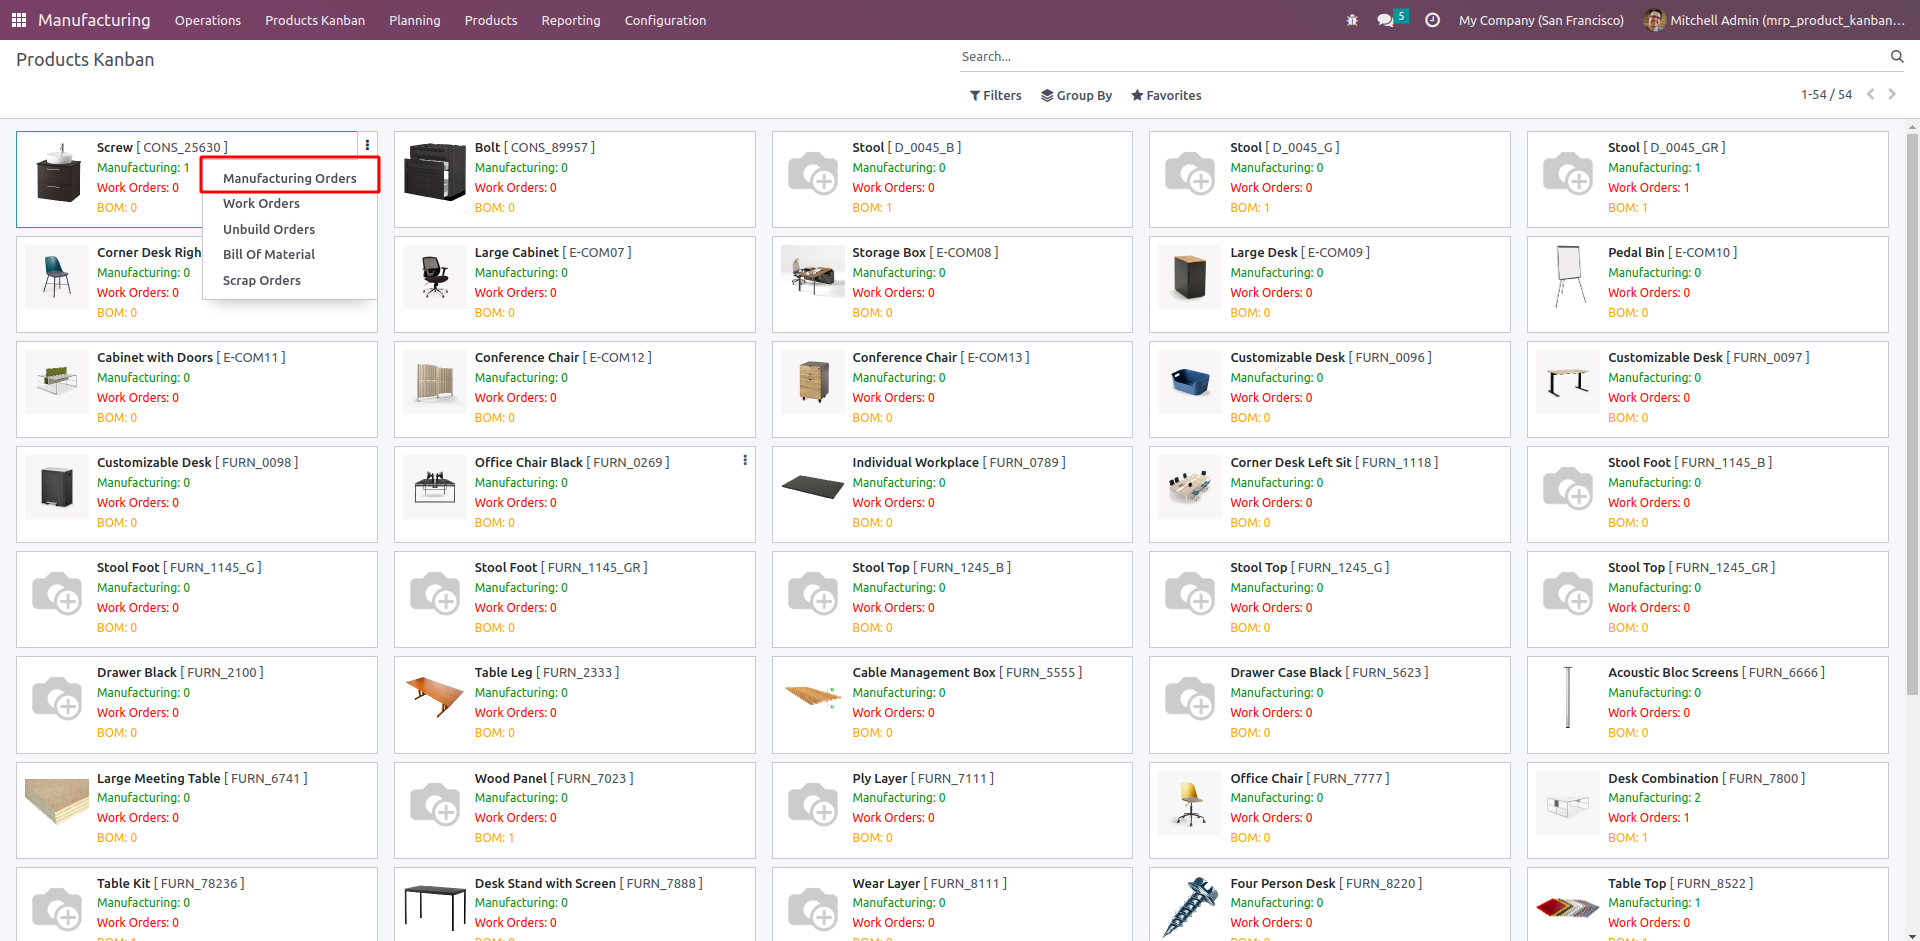 Manufacturing Operations Products Kanban Planning Products Reporting Configuration 5 My Company (San Francisco) Mitchell Admin (mrp_product_kanban...
Products Kanban
Search...
Filters Group By Favorites
1-54 / 54
Screw [ CONS_25630 ]
Manufacturing: 1
Work Orders: 0
BOM: 0
Manufacturing Orders
Work Orders
Unbuild Orders
Bill Of Material
Scrap Orders
Bolt [ CONS_89957 ]
Manufacturing: 0
Work Orders: 0
BOM: 0
Stool [ D_0045_B ]
Manufacturing: 0
Work Orders: 0
BOM: 1
Stool [ D_0045_G ]
Manufacturing: 0
Work Orders: 0
BOM: 1
Stool [ D_0045_GR ]
Manufacturing: 1
Work Orders: 1
BOM: 1
Corner Desk Righ
Manufacturing: 0
Work Orders: 0
BOM: 0
Large Cabinet [ E-COM07 ]
Manufacturing: 0
Work Orders: 0
BOM: 0
Storage Box [ E-COM08 ]
Manufacturing: 0
Work Orders: 0
BOM: 0
Large Desk [ E-COM09 ]
Manufacturing: 0
Work Orders: 0
BOM: 0
Pedal Bin [ E-COM10 ]
Manufacturing: 0
Work Orders: 0
BOM: 0
Cabinet with Doors [ E-COM11 ]
Manufacturing: 0
Work Orders: 0
BOM: 0
Conference Chair [ E-COM12 ]
Manufacturing: 0
Work Orders: 0
BOM: 0
Conference Chair [ E-COM13 ]
Manufacturing: 0
Work Orders: 0
BOM: 0
Customizable Desk [ FURN_0096 ]
Manufacturing: 0
Work Orders: 0
BOM: 0
Customizable Desk [ FURN_0097 ]
Manufacturing: 0
Work Orders: 0
BOM: 0
Customizable Desk [ FURN_0098 ]
Manufacturing: 0
Work Orders: 0
BOM: 0
Office Chair Black [ FURN_0269 ]
Manufacturing: 0
Work Orders: 0
BOM: 0
Individual Workplace [ FURN_0789 ]
Manufacturing: 0
Work Orders: 0
BOM: 0
Corner Desk Left Sit [ FURN_1118 ]
Manufacturing: 0
Work Orders: 0
BOM: 0
Stool Foot [ FURN_1145_B ]
Manufacturing: 0
Work Orders: 0
BOM: 0
Stool Foot [ FURN_1145_G ]
Manufacturing: 0
Work Orders: 0
BOM: 0
Stool Foot [ FURN_1145_GR ]
Manufacturing: 0
Work Orders: 0
BOM: 0
Stool Top [ FURN_1245_B ]
Manufacturing: 0
Work Orders: 0
BOM: 0
Stool Top [ FURN_1245_G ]
Manufacturing: 0
Work Orders: 0
BOM: 0
Stool Top [ FURN_1245_GR ]
Manufacturing: 0
Work Orders: 0
BOM: 0
Drawer Black [ FURN_2100 ]
Manufacturing: 0
Work Orders: 0
BOM: 0
Table Leg [ FURN_2333 ]
Manufacturing: 0
Work Orders: 0
BOM: 0
Cable Management Box [ FURN_5555 ]
Manufacturing: 0
Work Orders: 0
BOM: 0
Drawer Case Black [ FURN_5623 ]
Manufacturing: 0
Work Orders: 0
BOM: 0
Acoustic Bloc Screens [ FURN_6666 ]
Manufacturing: 0
Work Orders: 0
BOM: 0
Large Meeting Table [ FURN_6741 ]
Manufacturing: 0
Work Orders: 0
BOM: 0
Wood Panel [ FURN_7023 ]
Manufacturing: 0
Work Orders: 0
BOM: 1
Ply Layer [ FURN_7111 ]
Manufacturing: 0
Work Orders: 0
BOM: 0
Office Chair [ FURN_7777 ]
Manufacturing: 0
Work Orders: 0
BOM: 0
Desk Combination [ FURN_7800 ]
Manufacturing: 2
Work Orders: 1
BOM: 1
Table Kit [ FURN_78236 ]
Manufacturing: 0
Work Orders: 0
Desk Stand with Screen [ FURN_7888 ]
Manufacturing: 0
Work Orders: 0
Wear Layer [ FURN_8111 ]
Manufacturing: 0
Work Orders: 0
Four Person Desk [ FURN_8220 ]
Manufacturing: 0
Work Orders: 0
Table Top [ FURN_8522 ]
Manufacturing: 1
Work Orders: 0